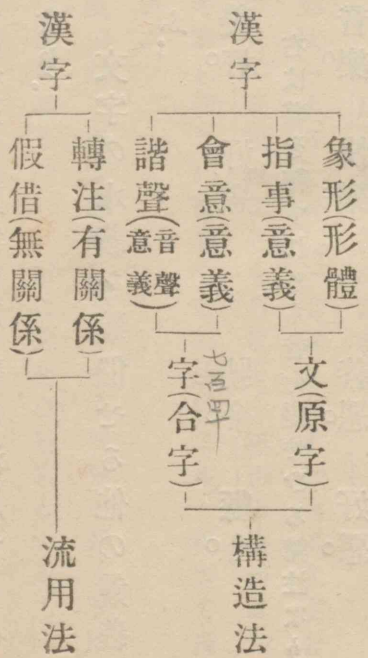 漢字
象形(形體)
指事(意義)
會意(意義)
諧聲(音聲意義)
文(原字)
字(合字)
構造法
漢字
轉注(有關係)
假借(無關係)
流用法